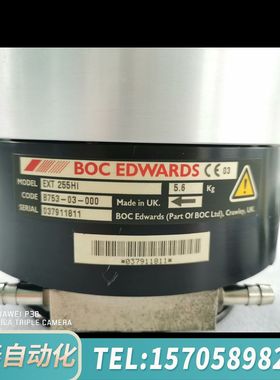 BOC EDWARDS CE 03
MODEL EXT 255HI 5.6 Kg
CODE B753-03-000 Made in UK.
SERIAL 037911811 BOC Edwards (Part Of BOC Ltd), Crawley, UK.
*037911811*
HUAWEI P30
LEICA TRIPLE CAMERA
自动化 TEL:157058982